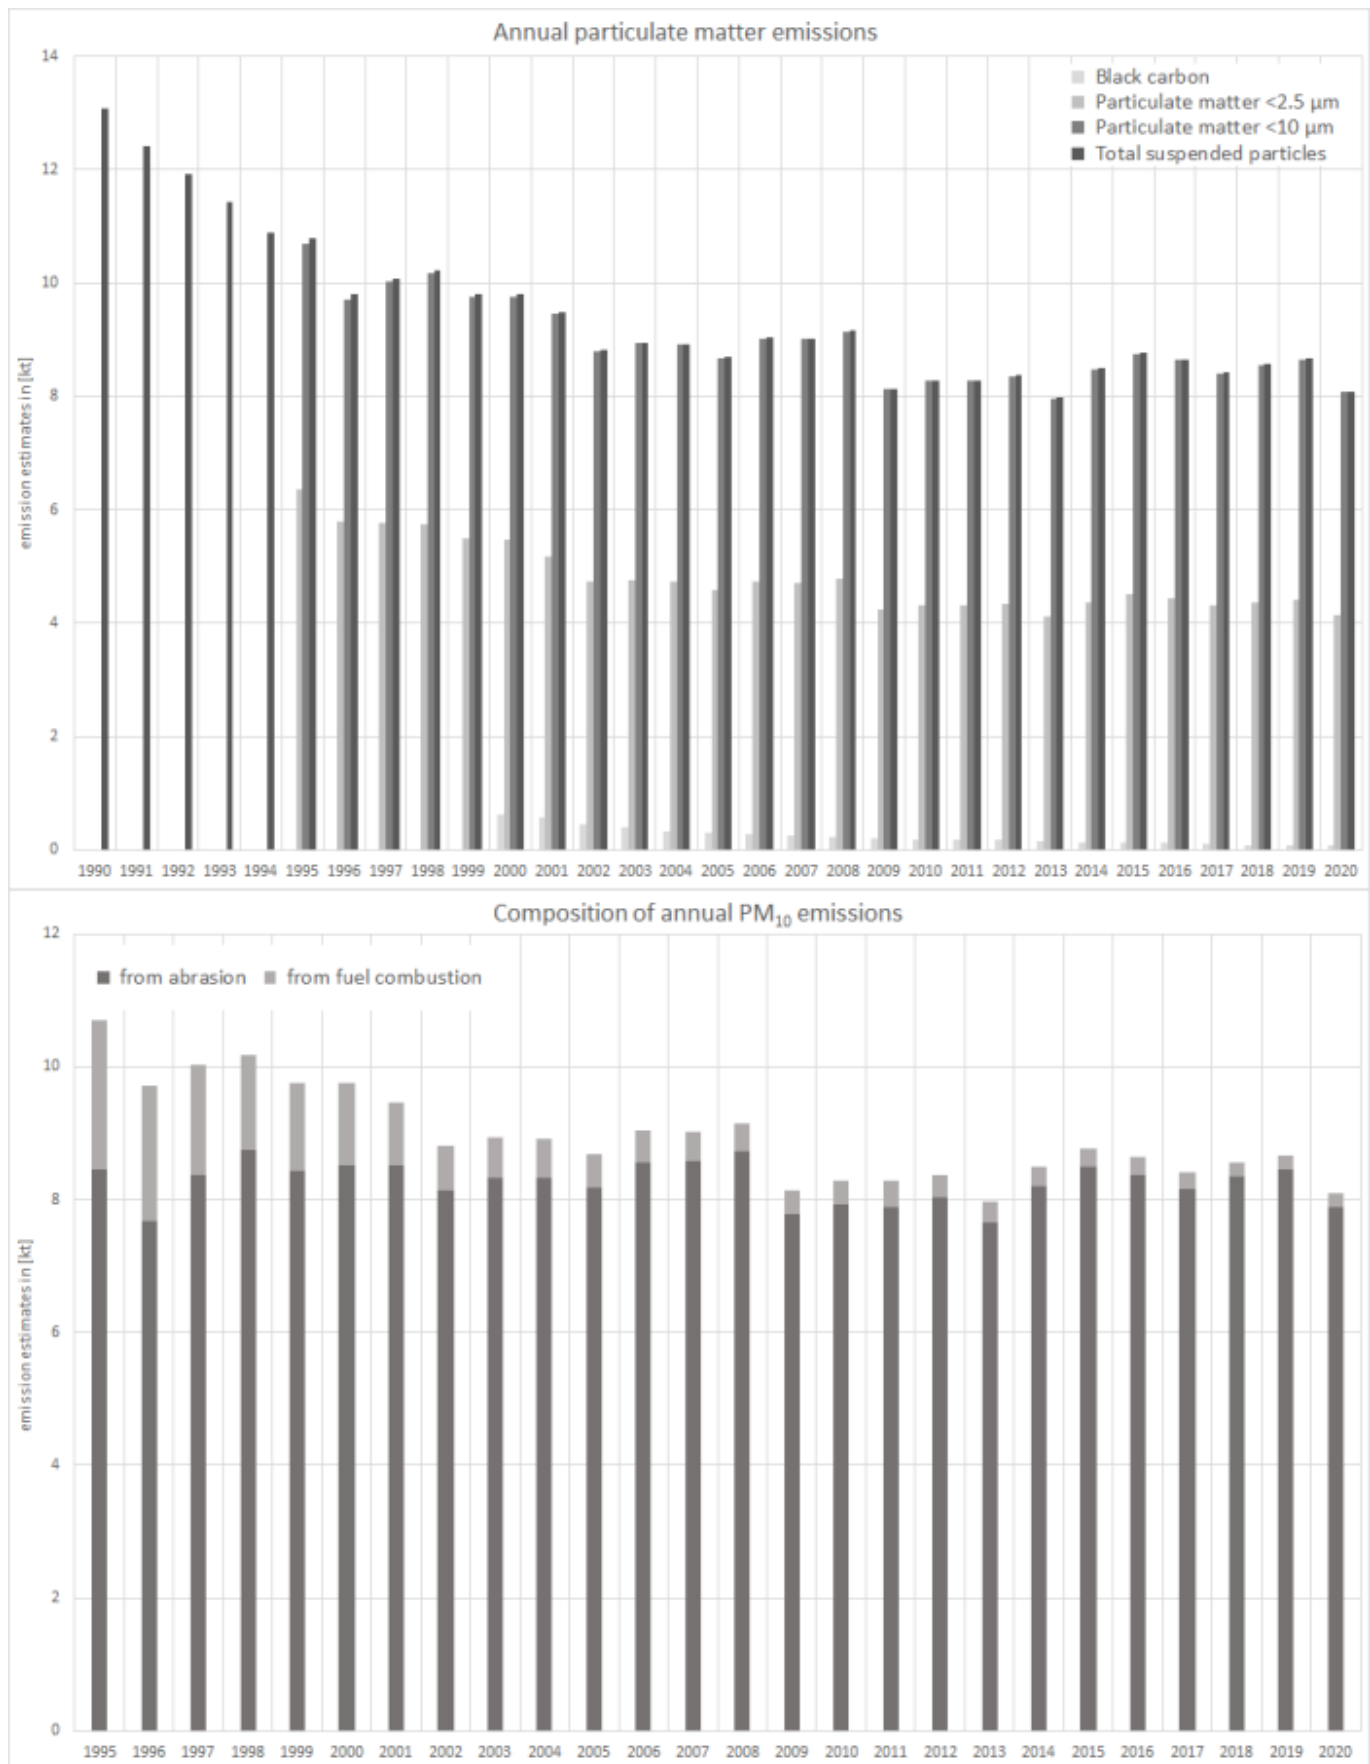 Annual particulate matter emissions
14
12
10
8
6
4
2
0
emission estimates in [kt]
Black carbon
Particulate matter <2.5 µm
Particulate matter <10 µm
Total suspended particles
1990 1991 1992 1993 1994 1995 1996 1997 1998 1999 2000 2001 2002 2003 2004 2005 2006 2007 2008 2009 2010 2011 2012 2013 2014 2015 2016 2017 2018 2019 2020
Composition of annual PM₁₀ emissions
12
10
8
6
4
2
0
emission estimates in [kt]
from abrasion from fuel combustion
1995 1996 1997 1998 1999 2000 2001 2002 2003 2004 2005 2006 2007 2008 2009 2010 2011 2012 2013 2014 2015 2016 2017 2018 2019 2020